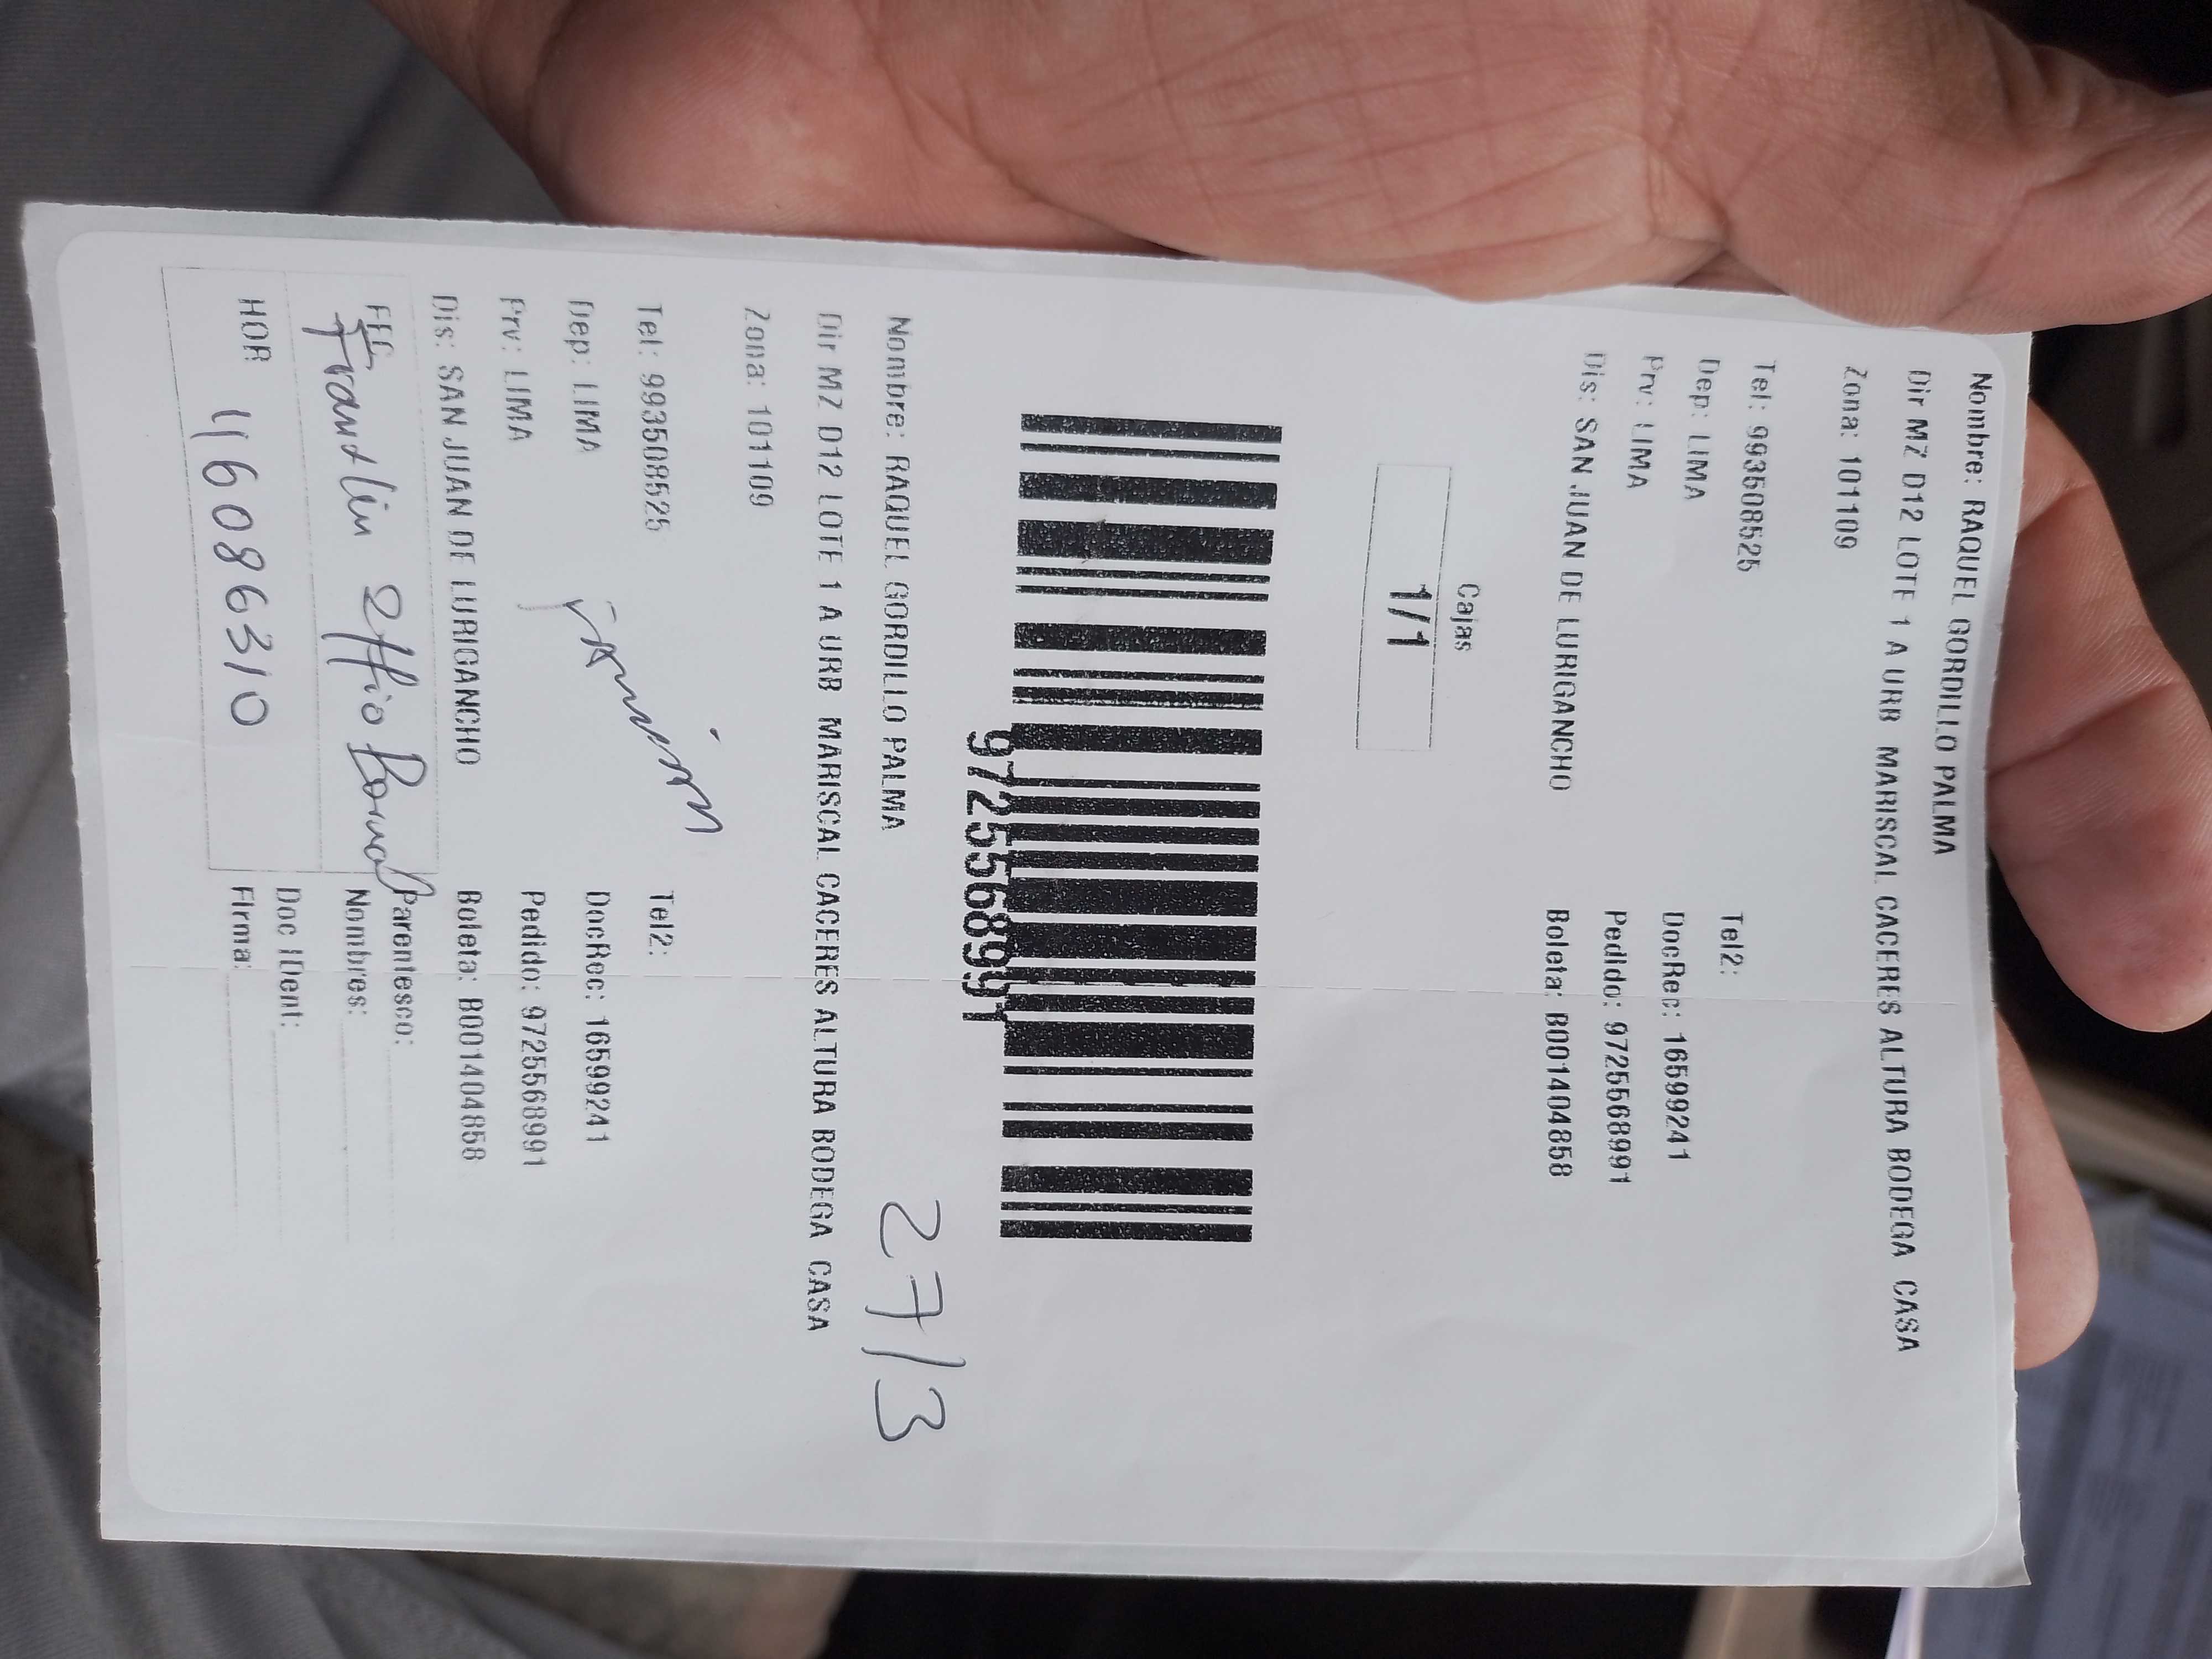 Nombre: RAQUEL GORDILLO PALMA
Dir MZ D12 LOTE 1 A URB MARISCAL CACERES ALTURA BODEGA CASA
Zona: 101109
Tel: 993508525 Tel2:
Dep: LIMA DocRec: 16599241
Prv: LIMA Pedido: 9725568991
Dis: SAN JUAN DE LURIGANCHO Boleta: B001404858
Cajas
1/1
9725568991
27/3
Nombre: RAQUEL GORDILLO PALMA
Dir MZ D12 LOTE 1 A URB MARISCAL CACERES ALTURA BODEGA CASA
Zona: 101109
Tel: 993508525 Tel2:
Dep: LIMA DocRec: 16599241
Prv: LIMA Pedido: 9725568991
Dis: SAN JUAN DE LURIGANCHO Boleta: B001404858
FEC Parentesco:
Nombres:
Doc IDent:
HOR 416086310 Firma: